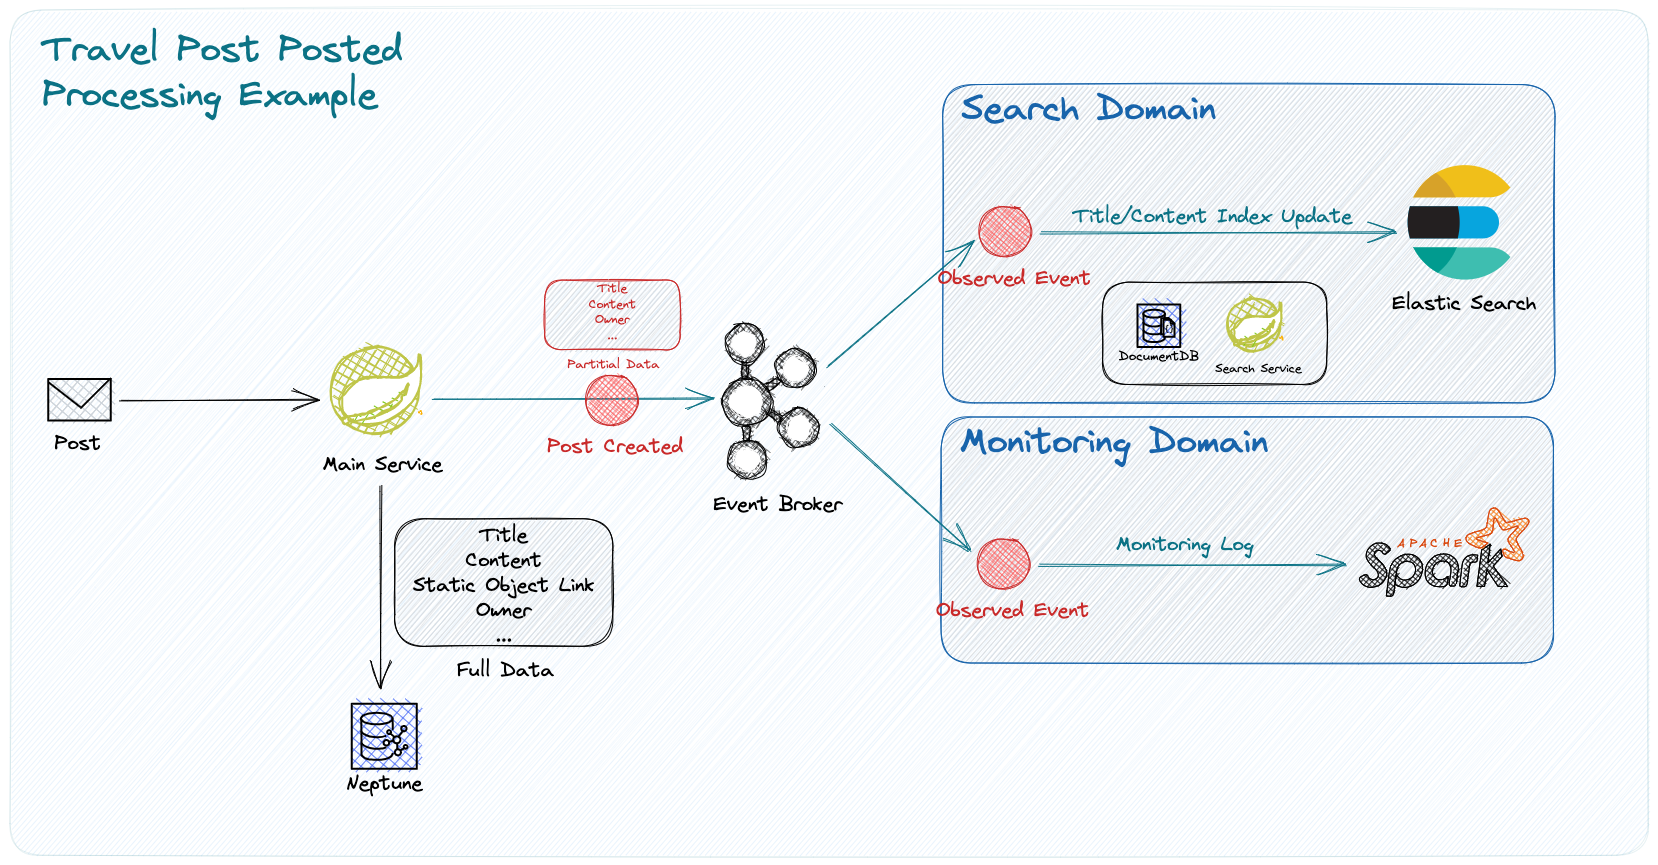 Travel Post Posted
Processing Example
Search Domain
Title/Content Index Update
Observed Event
Elastic Search
DocumentDB
Search Service
Title
Content
Owner
...
Partitial Data
Post Created
Post
Main Service
Event Broker
Monitoring Domain
Monitoring Log
APACHE
Spark
Observed Event
Title
Content
Static Object Link
Owner
...
Full Data
Neptune